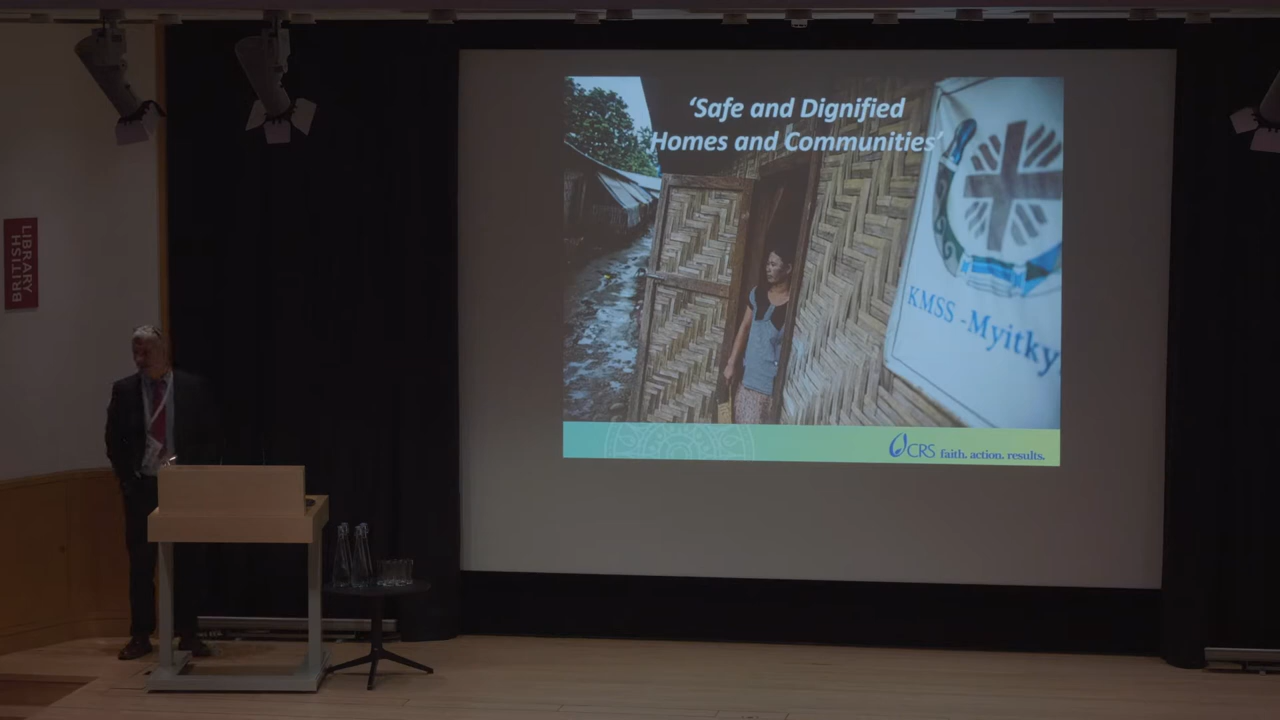 BRITISH
LIBRARY
‘Safe and Dignified
Homes and Communities’
KMSS -Myitky
CRS faith. action. results.